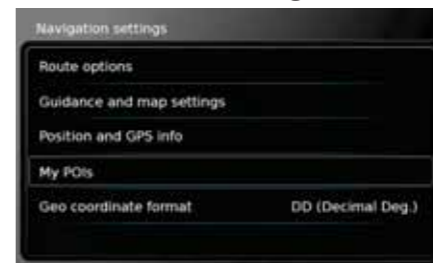 Navigation settings
Route options
Guidance and map settings
Position and GPS info
My POIs
Geo coordinate format DD (Decimal Deg.)